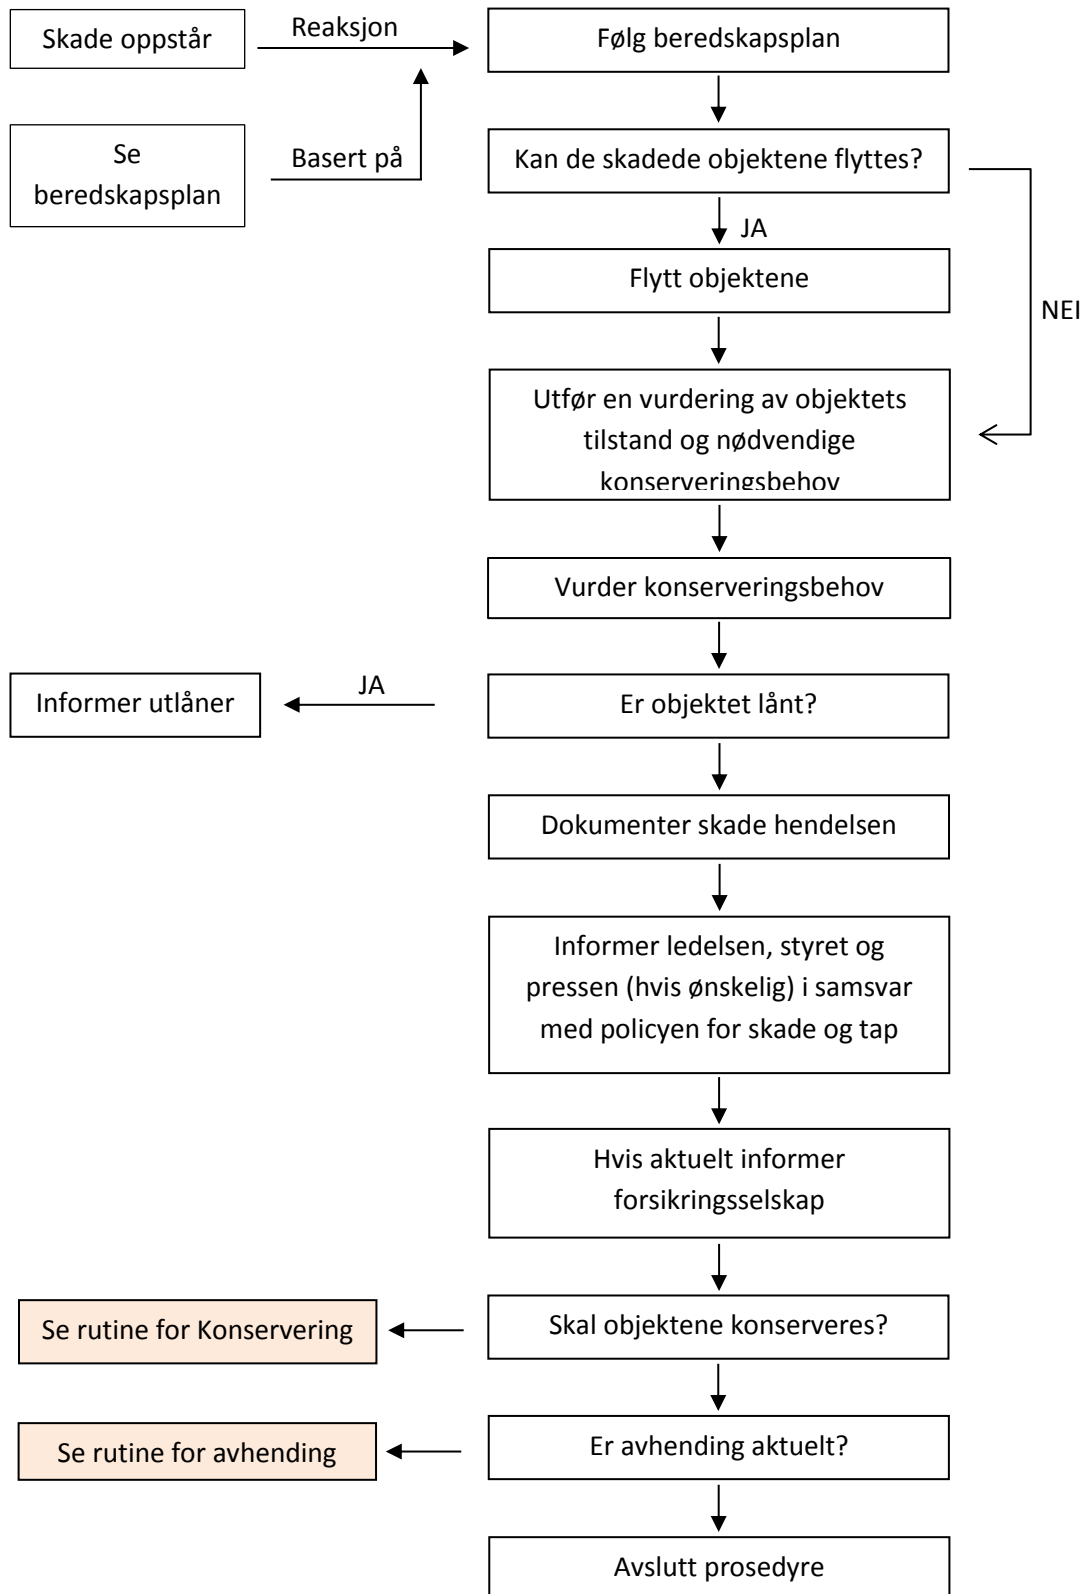 Skade oppstår
Reaksjon
Følg beredskapsplan
Se
beredskapsplan
Basert på
Kan de skadede objektene flyttes?
JA
NEI
Flytt objektene
Utfør en vurdering av objektets
tilstand og nødvendige
konserveringsbehov
Vurder konserveringsbehov
Informer utlåner
JA
Er objektet lånt?
Dokumenter skade hendelsen
Informer ledelsen, styret og
pressen (hvis ønskelig) i samsvar
med policyen for skade og tap
Hvis aktuelt informer
forsikringsselskap
Se rutine for Konservering
Skal objektene konserveres?
Se rutine for avhending
Er avhending aktuelt?
Avslutt prosedyre